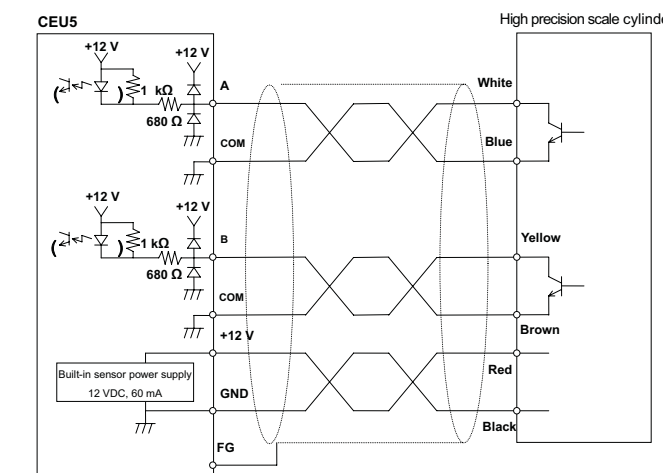 CEU5
High precision scale cylinde
+12 V
+12 V
( ) 1 kΩ
680 Ω
A
COM
White
Blue
+12 V
+12 V
( ) 1 kΩ
680 Ω
B
COM
Yellow
Brown
+12 V
Built-in sensor power supply
12 VDC, 60 mA
GND
Red
Black
FG